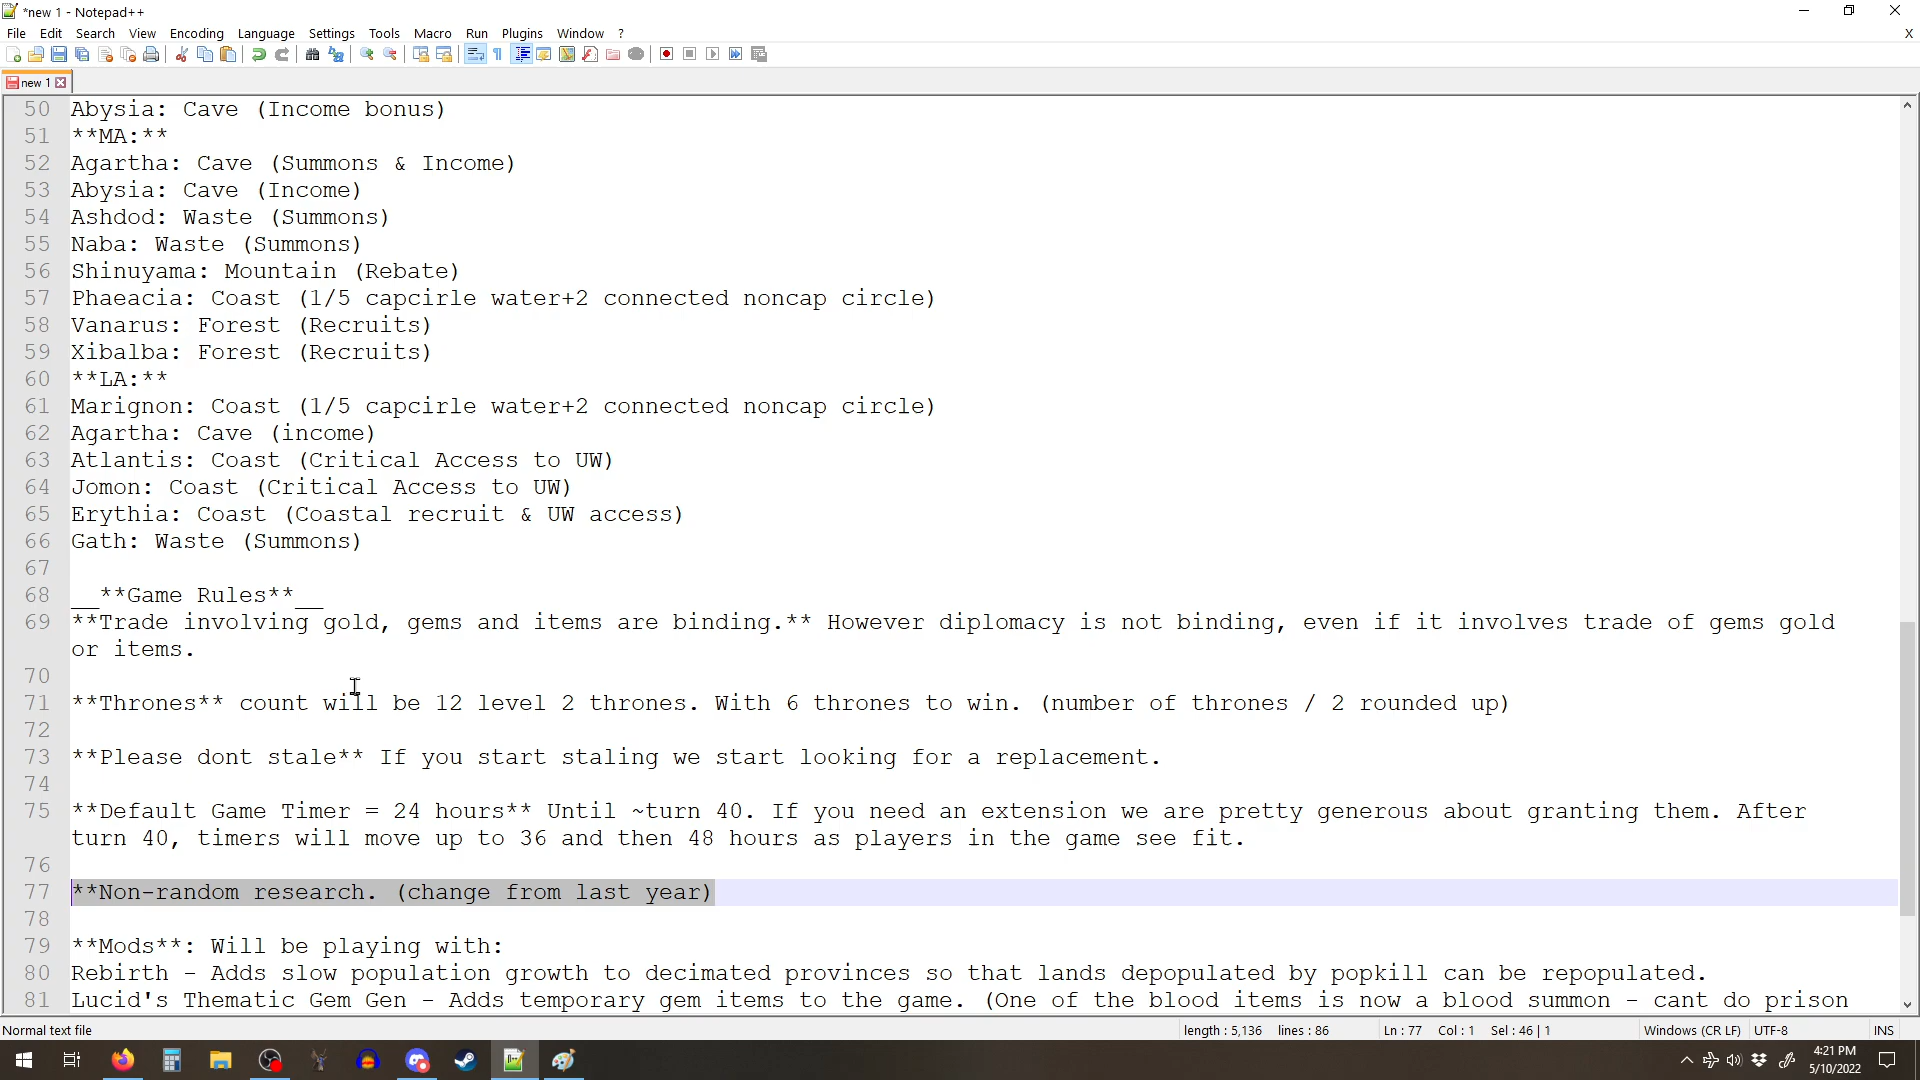 *new 1 - Notepad++
File Edit Search View Encoding Language Settings Tools Macro Run Plugins Window ? X
new 1
50 Abysia: Cave (Income bonus)
51 **MA:**
52 Agartha: Cave (Summons & Income)
53 Abysia: Cave (Income)
54 Ashdod: Waste (Summons)
55 Naba: Waste (Summons)
56 Shinuyama: Mountain (Rebate)
57 Phaeacia: Coast (1/5 capcirle water+2 connected noncap circle)
58 Vanarus: Forest (Recruits)
59 Xibalba: Forest (Recruits)
60 **LA:**
61 Marignon: Coast (1/5 capcirle water+2 connected noncap circle)
62 Agartha: Cave (income)
63 Atlantis: Coast (Critical Access to UW)
64 Jomon: Coast (Critical Access to UW)
65 Erythia: Coast (Coastal recruit & UW access)
66 Gath: Waste (Summons)
67
68 __**Game Rules**__
69 **Trade involving gold, gems and items are binding.** However diplomacy is not binding, even if it involves trade of gems gold
or items.
70
71 **Thrones** count will be 12 level 2 thrones. With 6 thrones to win. (number of thrones / 2 rounded up)
72
73 **Please dont stale** If you start staling we start looking for a replacement.
74
75 **Default Game Timer = 24 hours** Until ~turn 40. If you need an extension we are pretty generous about granting them. After
turn 40, timers will move up to 36 and then 48 hours as players in the game see fit.
76
77 **Non-random research. (change from last year)
78
79 **Mods**: Will be playing with:
80 Rebirth - Adds slow population growth to decimated provinces so that lands depopulated by popkill can be repopulated.
81 Lucid's Thematic Gem Gen - Adds temporary gem items to the game. (One of the blood items is now a blood summon - cant do prison
Normal text file length : 5,136 lines : 86 Ln : 77 Col : 1 Sel : 46 | 1 Windows (CR LF) UTF-8 INS
4:21 PM
5/10/2022